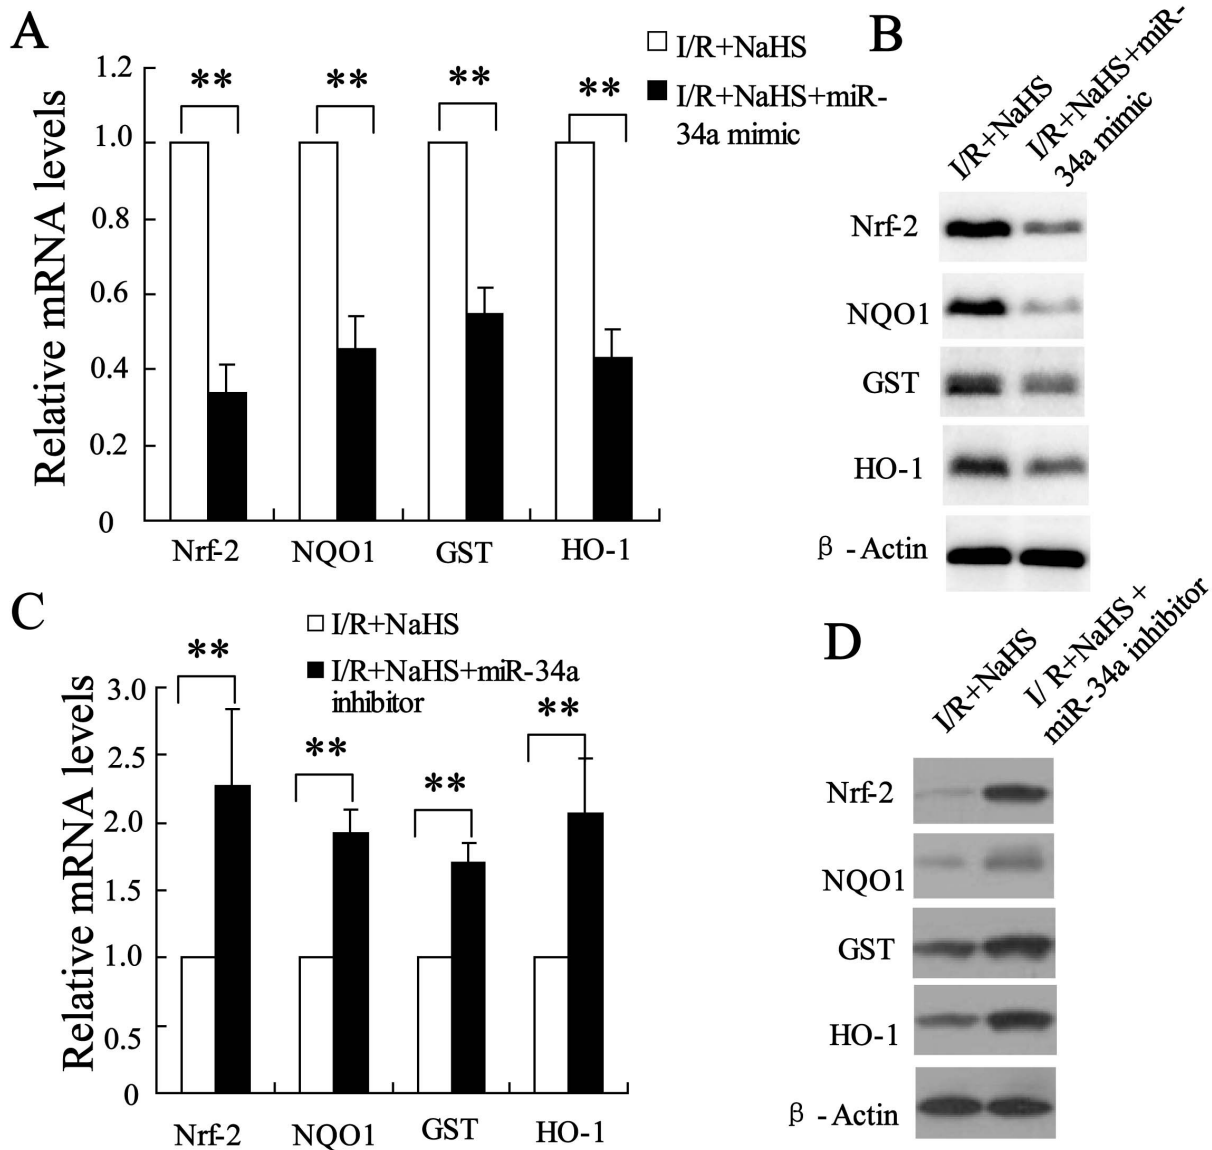 A
I/R+NaHS
I/R+NaHS+miR-
34a mimic
** ** ** **
Relative mRNA levels
1.2
1.0
0.8
0.6
0.4
0.2
0
Nrf-2 NQO1 GST HO-1
B
I/R+NaHS
I/R+NaHS+miR-
34a mimic
Nrf-2
NQO1
GST
HO-1
β-Actin
C
I/R+NaHS
I/R+NaHS+miR-34a
inhibitor
** ** ** **
Relative mRNA levels
3.0
2.5
2.0
1.5
1.0
0.5
0
Nrf-2 NQO1 GST HO-1
D
I/R+NaHS
I/ R+NaHS +
miR-34a inhibitor
Nrf-2
NQO1
GST
HO-1
β-Actin